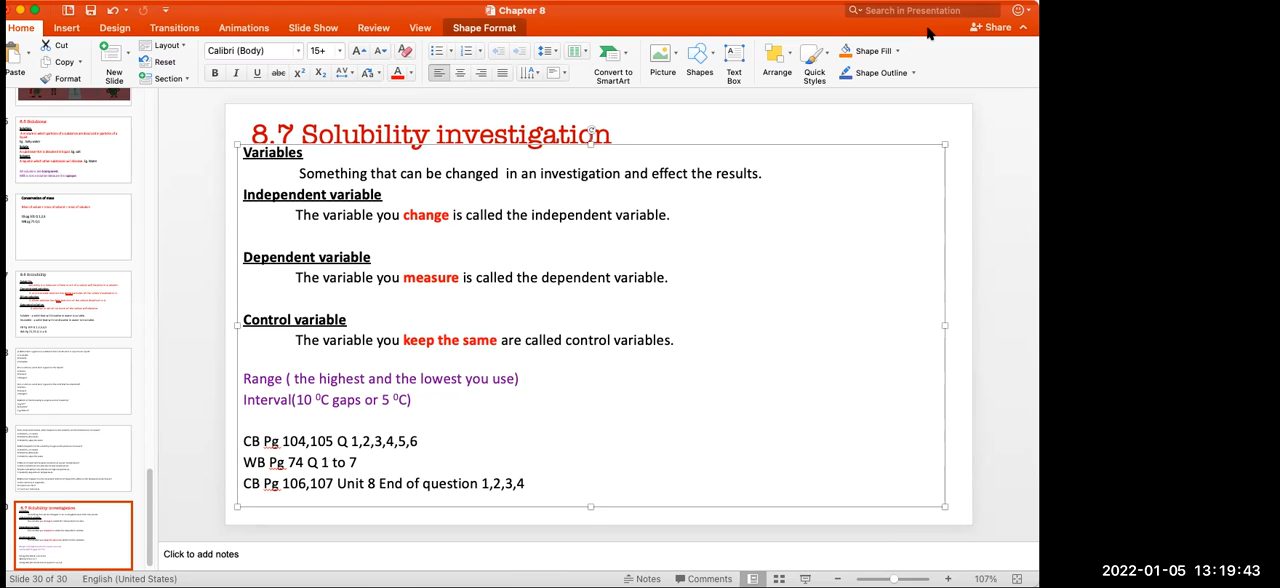 Chapter 8
Search in Presentation
Home Insert Design Transitions Animations Slide Show Review View Shape Format
Share
Paste
Cut
Copy
Format
New Slide
Layout
Reset
Section
Calibri (Body) 15+
B I U abc X² X₂ AV Aa A
Convert to SmartArt
Picture
Shapes
Text Box
Arrange
Quick Styles
Shape Fill
Shape Outline
8.7 Solubility investigation
Variables
Something that can be changed in an investigation and effect the results.
Independent variable
The variable you change is called the independent variable.
Dependent variable
The variable you measure is called the dependent variable.
Control variable
The variable you keep the same are called control variables.
Range ( the highest and the lowest you use)
Interval(10 ⁰C gaps or 5 ⁰C)
CB Pg 104,105 Q 1,2,3,4,5,6
WB Pg 74 Q 1 to 7
CB Pg 106,107 Unit 8 End of question 1,2,3,4
Click to add notes
Slide 30 of 30 English (United States)
Notes Comments 107%
2022-01-05 13:19:43